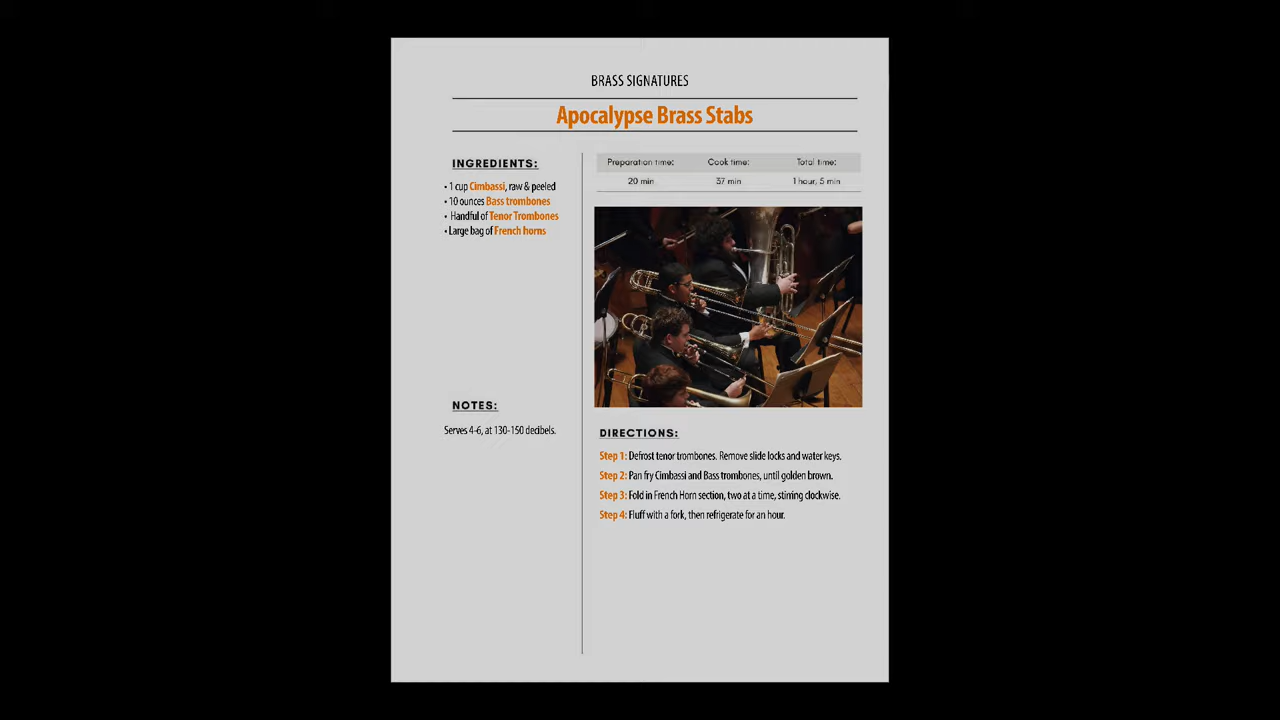 BRASS SIGNATURES
Apocalypse Brass Stabs
INGREDIENTS:
• 1 cup Cimbassi, raw & peeled
• 10 ounces Bass trombones
• Handful of Tenor Trombones
• Large bag of French horns
NOTES:
Serves 4-6, at 130-150 decibels.
Preparation time: Cook time: Total time:
20 min 37 min 1 hour, 5 min
DIRECTIONS:
Step 1: Defrost tenor trombones. Remove slide locks and water keys.
Step 2: Pan fry Cimbassi and Bass trombones, until golden brown.
Step 3: Fold in French Horn section, two at a time, stirring clockwise.
Step 4: Fluff with a fork, then refrigerate for an hour.